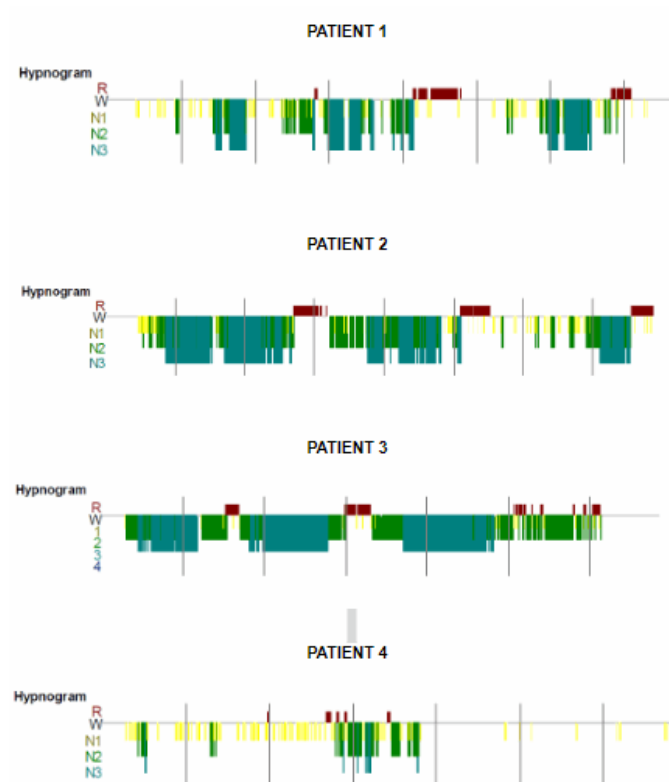 PATIENT 1
Hypnogram
R
W
N1
N2
N3
PATIENT 2
Hypnogram
R
W
N1
N2
N3
PATIENT 3
Hypnogram
R
W
1
2
3
4
PATIENT 4
Hypnogram
R
W
N1
N2
N3